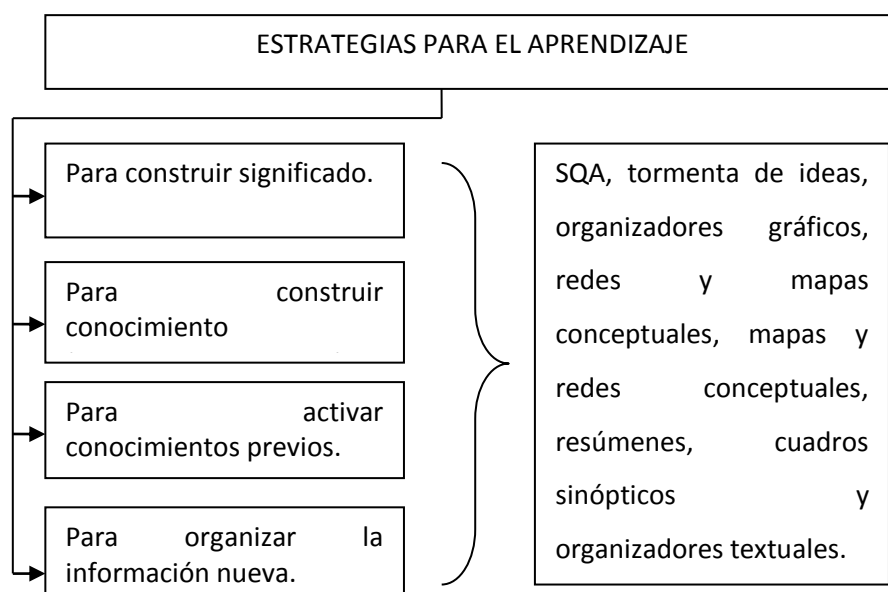 ESTRATEGIAS PARA EL APRENDIZAJE
Para construir significado.
Para construir
conocimiento
Para activar
conocimientos previos.
Para organizar la
información nueva.
SQA, tormenta de ideas,
organizadores gráficos,
redes y mapas
conceptuales, mapas y
redes conceptuales,
resúmenes, cuadros
sinópticos y
organizadores textuales.